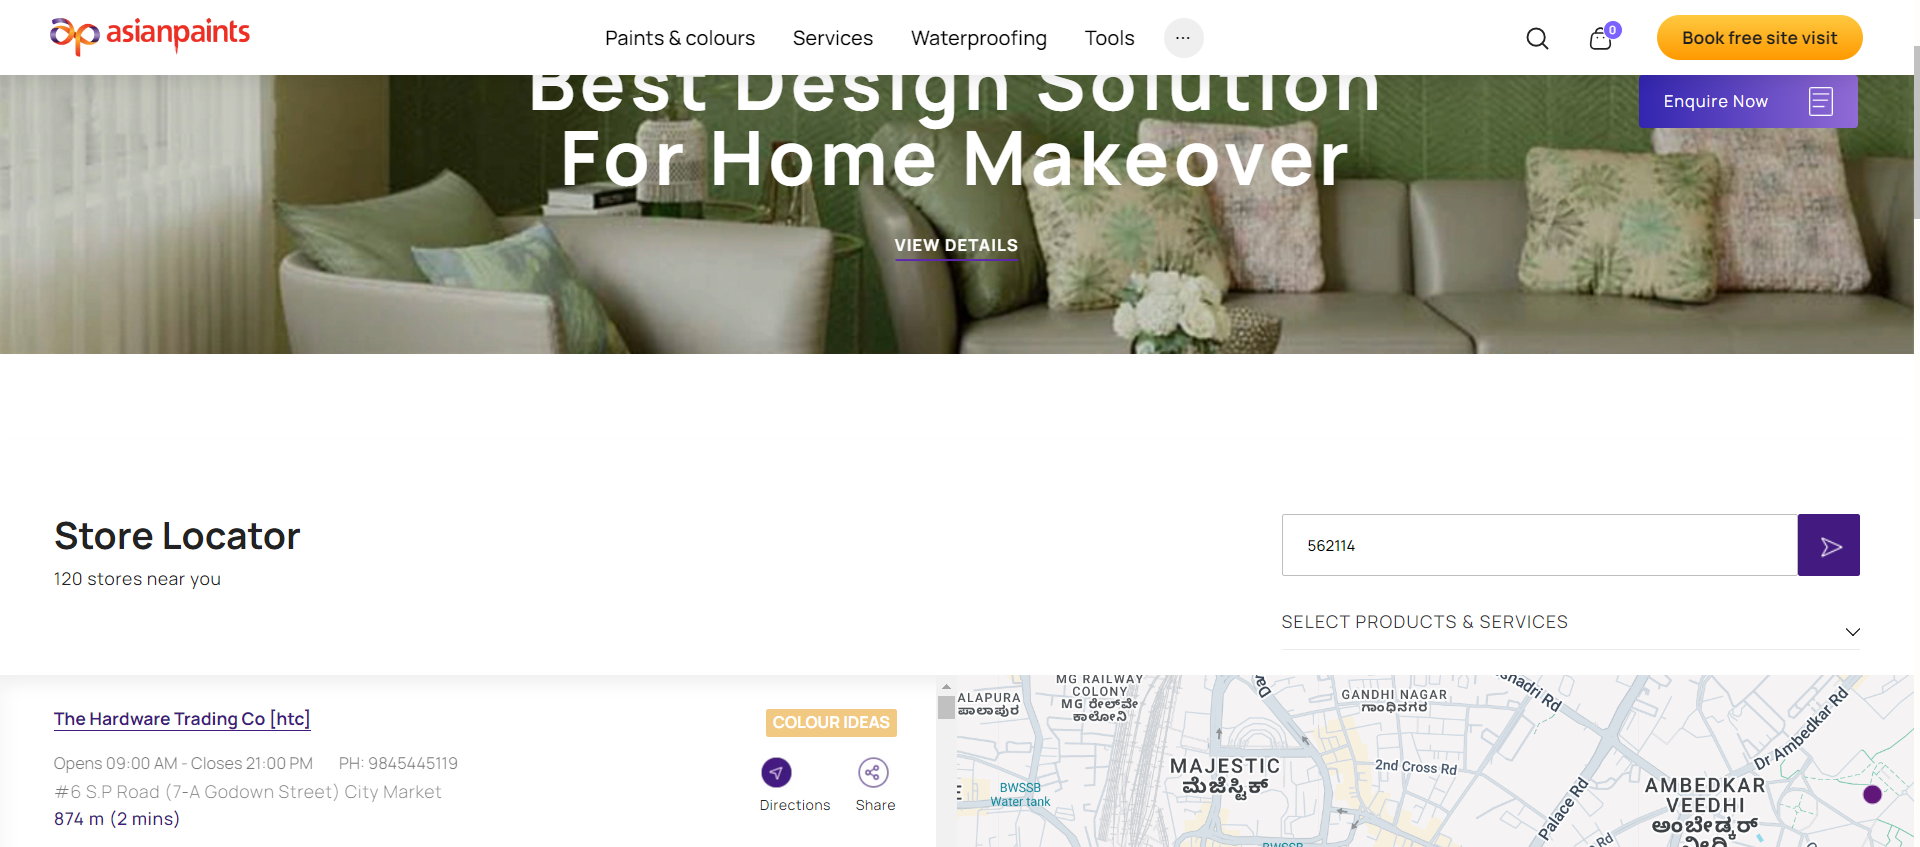 asianpaints
Paints & colours
Services
Waterproofing
Tools
...
0
Book free site visit
Best Design Solution
For Home Makeover
VIEW DETAILS
Enquire Now
Store Locator
120 stores near you
562114
SELECT PRODUCTS & SERVICES
The Hardware Trading Co [htc]
COLOUR IDEAS
Opens 09:00 AM - Closes 21:00 PM
PH: 9845445119
#6 S.P Road (7-A Godown Street) City Market
874 m (2 mins)
Directions
Share
MG RAILWAY
COLONY
MG ರೈಲ್ವೇ
ಕಾಲೋನಿ
ALAPURA
ಪಾಲಾಪುರ
GANDHI NAGAR
ಗಾಂಧಿನಗರ
MAJESTIC
ಮೆಜೆಸ್ಟಿಕ್
2nd Cross Rd
BWSSB
Water tank
Palace Rd
Dr Ambedkar Rd
AMBEDKAR
VEEDHI
ಅಂಬೇಡ್ಕರ್
ವೀಧಿ
BWSSB